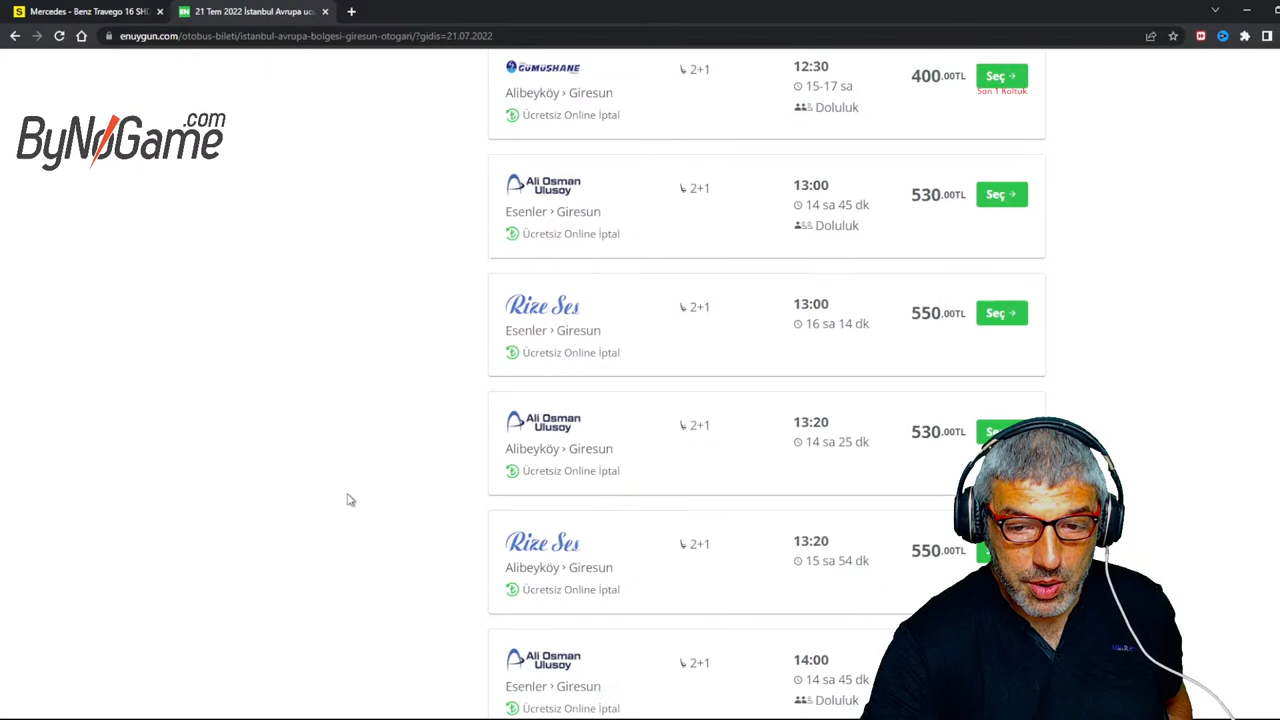 Mercedes - Benz Travego 16 SHD
21 Tem 2022 İstanbul Avrupa
enuygun.com/otobus-bileti/istanbul-avrupa-bolgesi-giresun-otogari/?gidis=21.07.2022
ByNoGame.com
GÜMÜŞHANE
2+1
12:30
400.00TL
Seç
Alibeyköy › Giresun
15-17 sa
Son 1 Koltuk
Ücretsiz Online İptal
Doluluk
Ali Osman
Ulusoy
2+1
13:00
530.00TL
Seç
Esenler › Giresun
14 sa 45 dk
Ücretsiz Online İptal
Doluluk
Rize Ses
2+1
13:00
550.00TL
Seç
Esenler › Giresun
16 sa 14 dk
Ücretsiz Online İptal
Ali Osman
Ulusoy
2+1
13:20
530.00TL
Alibeyköy › Giresun
14 sa 25 dk
Ücretsiz Online İptal
Rize Ses
2+1
13:20
550.00TL
Alibeyköy › Giresun
15 sa 54 dk
Ücretsiz Online İptal
Ali Osman
Ulusoy
2+1
14:00
Esenler › Giresun
14 sa 45 dk
Ücretsiz Online İptal
Doluluk